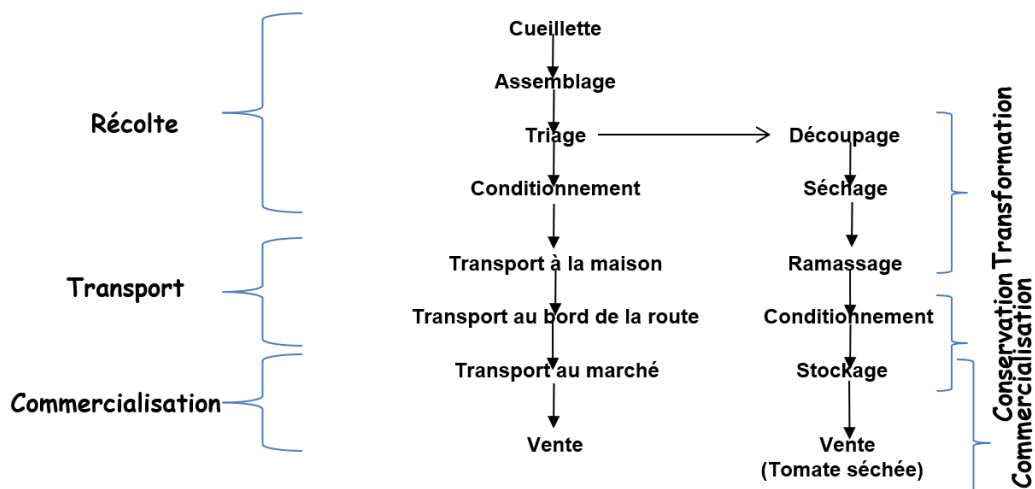 Cueillette
Assemblage
Récolte
Triage
Découpage
Conditionnement
Séchage
Transport à la maison
Ramassage
Transport
Transport au bord de la route
Conditionnement
Transport au marché
Stockage
Commercialisation
Vente
Vente
(Tomate séchée)
Transformation
Conservation
Commercialisation